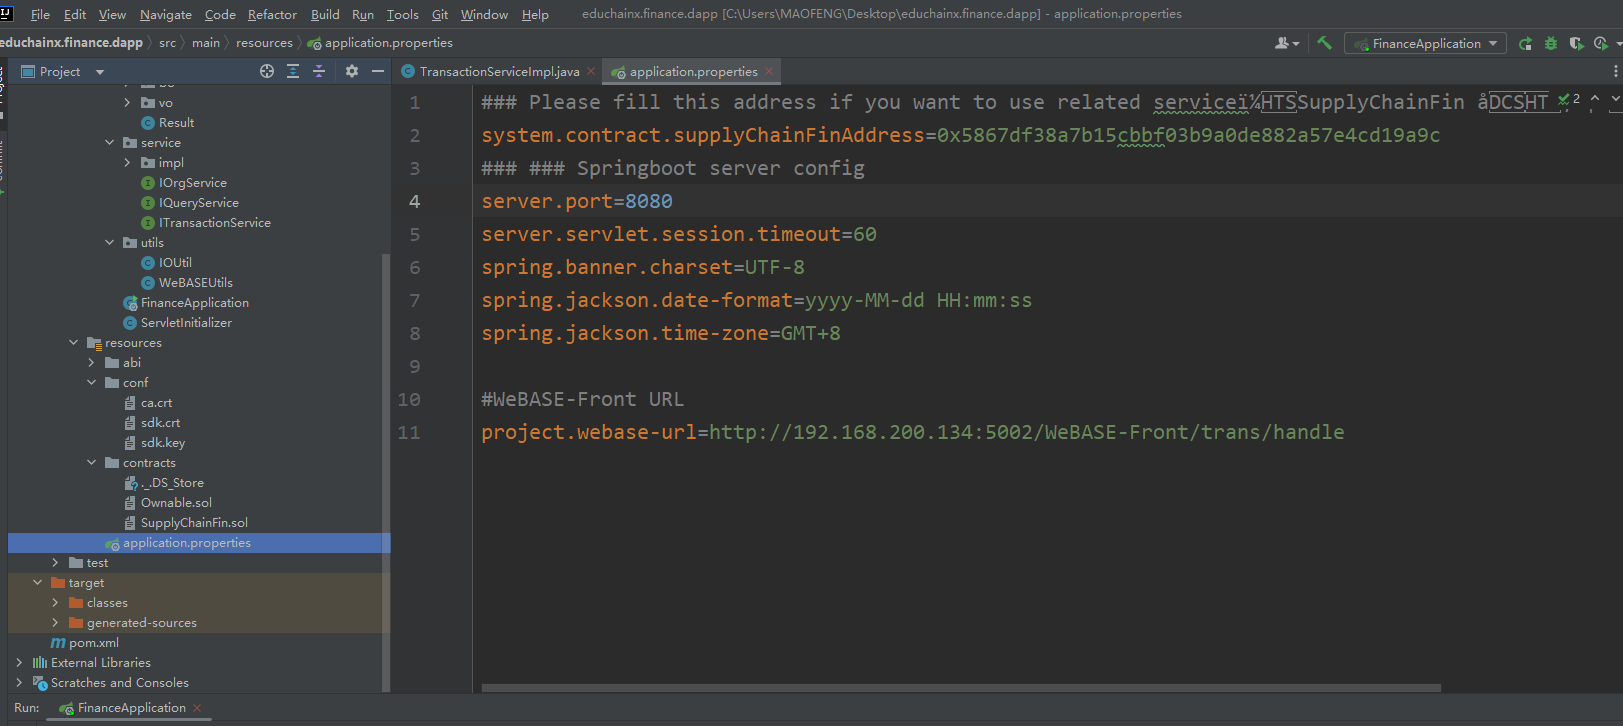 File Edit View Navigate Code Refactor Build Run Tools Git Window Help educhainx.finance.dapp [C:\Users\MAOFENG\Desktop\educhainx.finance.dapp] - application.properties
educhainx.finance.dapp src main resources application.properties FinanceApplication
Project TransactionServiceImpl.java application.properties
vo
Result
service
impl
IOrgService
IQueryService
ITransactionService
utils
IOUtil
WeBASEUtils
FinanceApplication
ServletInitializer
resources
abi
conf
ca.crt
sdk.crt
sdk.key
contracts
._.DS_Store
Ownable.sol
SupplyChainFin.sol
application.properties
test
target
classes
generated-sources
pom.xml
External Libraries
Scratches and Consoles
1 ### Please fill this address if you want to use related serviceï¼HTSSupplyChainFin åDCSHT 2
2 system.contract.supplyChainFinAddress=0x5867df38a7b15cbbf03b9a0de882a57e4cd19a9c
3 ### ### Springboot server config
4 server.port=8080
5 server.servlet.session.timeout=60
6 spring.banner.charset=UTF-8
7 spring.jackson.date-format=yyyy-MM-dd HH:mm:ss
8 spring.jackson.time-zone=GMT+8
9
10 #WeBASE-Front URL
11 project.webase-url=http://192.168.200.134:5002/WeBASE-Front/trans/handle
Run: FinanceApplication